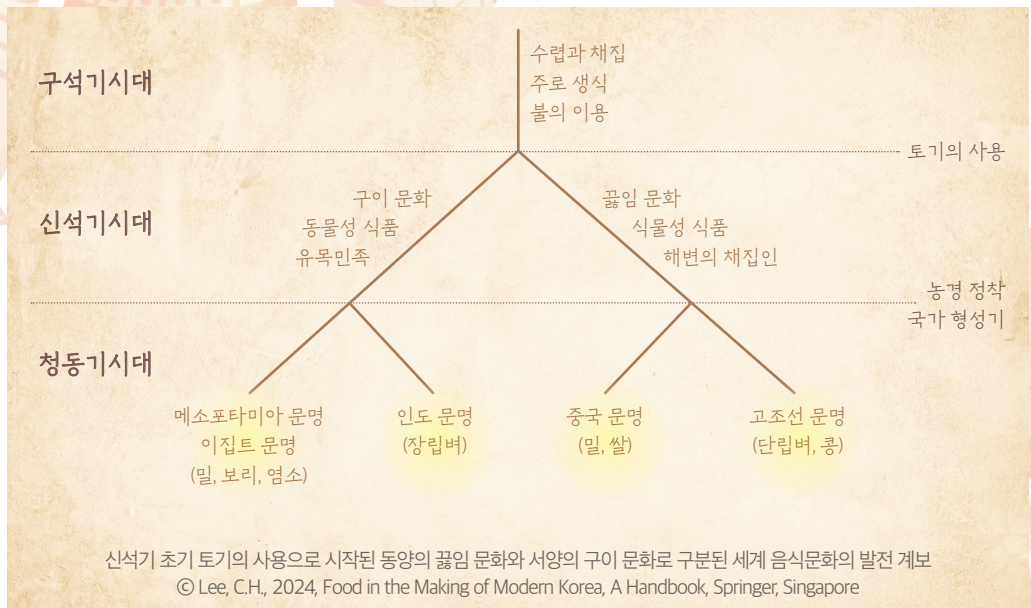 구석기시대
수렵과 채집
주로 생식
불의 이용
토기의 사용
신석기시대
구이 문화
동물성 식품
유목민족
끓임 문화
식물성 식품
해변의 채집인
농경 정착
국가 형성기
청동기시대
메소포타미아 문명
이집트 문명
(밀, 보리, 염소)
인도 문명
(장립벼)
중국 문명
(밀, 쌀)
고조선 문명
(단립벼, 콩)
신석기 초기 토기의 사용으로 시작된 동양의 끓임 문화와 서양의 구이 문화로 구분된 세계 음식문화의 발전 계보
© Lee, C.H., 2024, Food in the Making of Modern Korea, A Handbook, Springer, Singapore